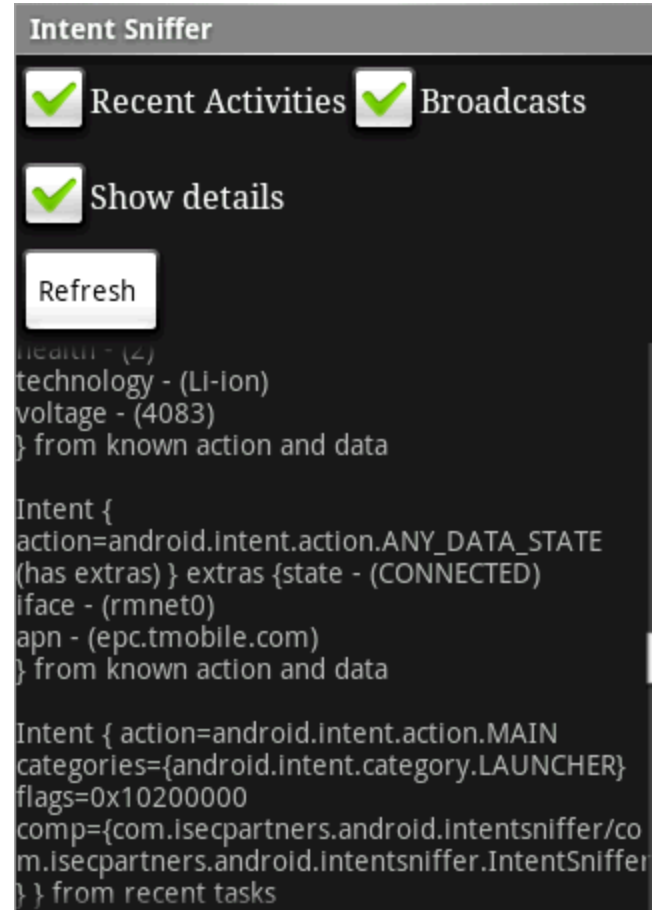 Intent Sniffer
Recent Activities Broadcasts
Show details
Refresh
health - (2)
technology - (Li-ion)
voltage - (4083)
} from known action and data
Intent {
action=android.intent.action.ANY_DATA_STATE
(has extras) } extras {state - (CONNECTED)
iface - (rmnet0)
apn - (epc.tmobile.com)
} from known action and data
Intent { action=android.intent.action.MAIN
categories={android.intent.category.LAUNCHER}
flags=0x10200000
comp={com.isecpartners.android.intentsniffer/co
m.isecpartners.android.intentsniffer.IntentSniffer
} } from recent tasks